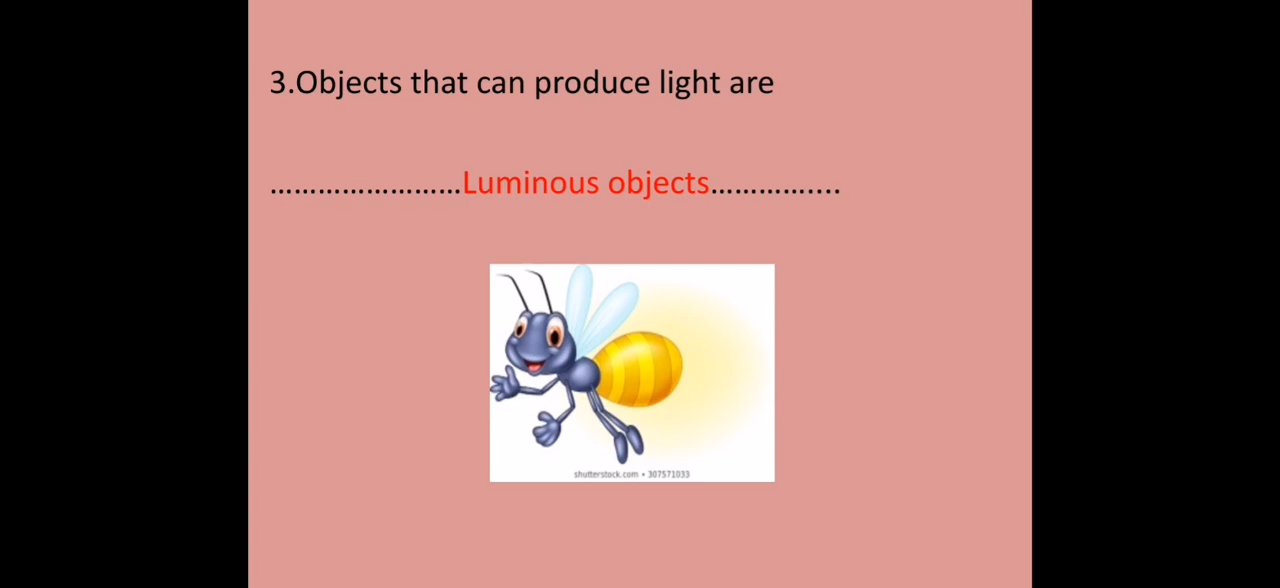 3.Objects that can produce light are
……………………Luminous objects…………....
shutterstock.com • 307571033